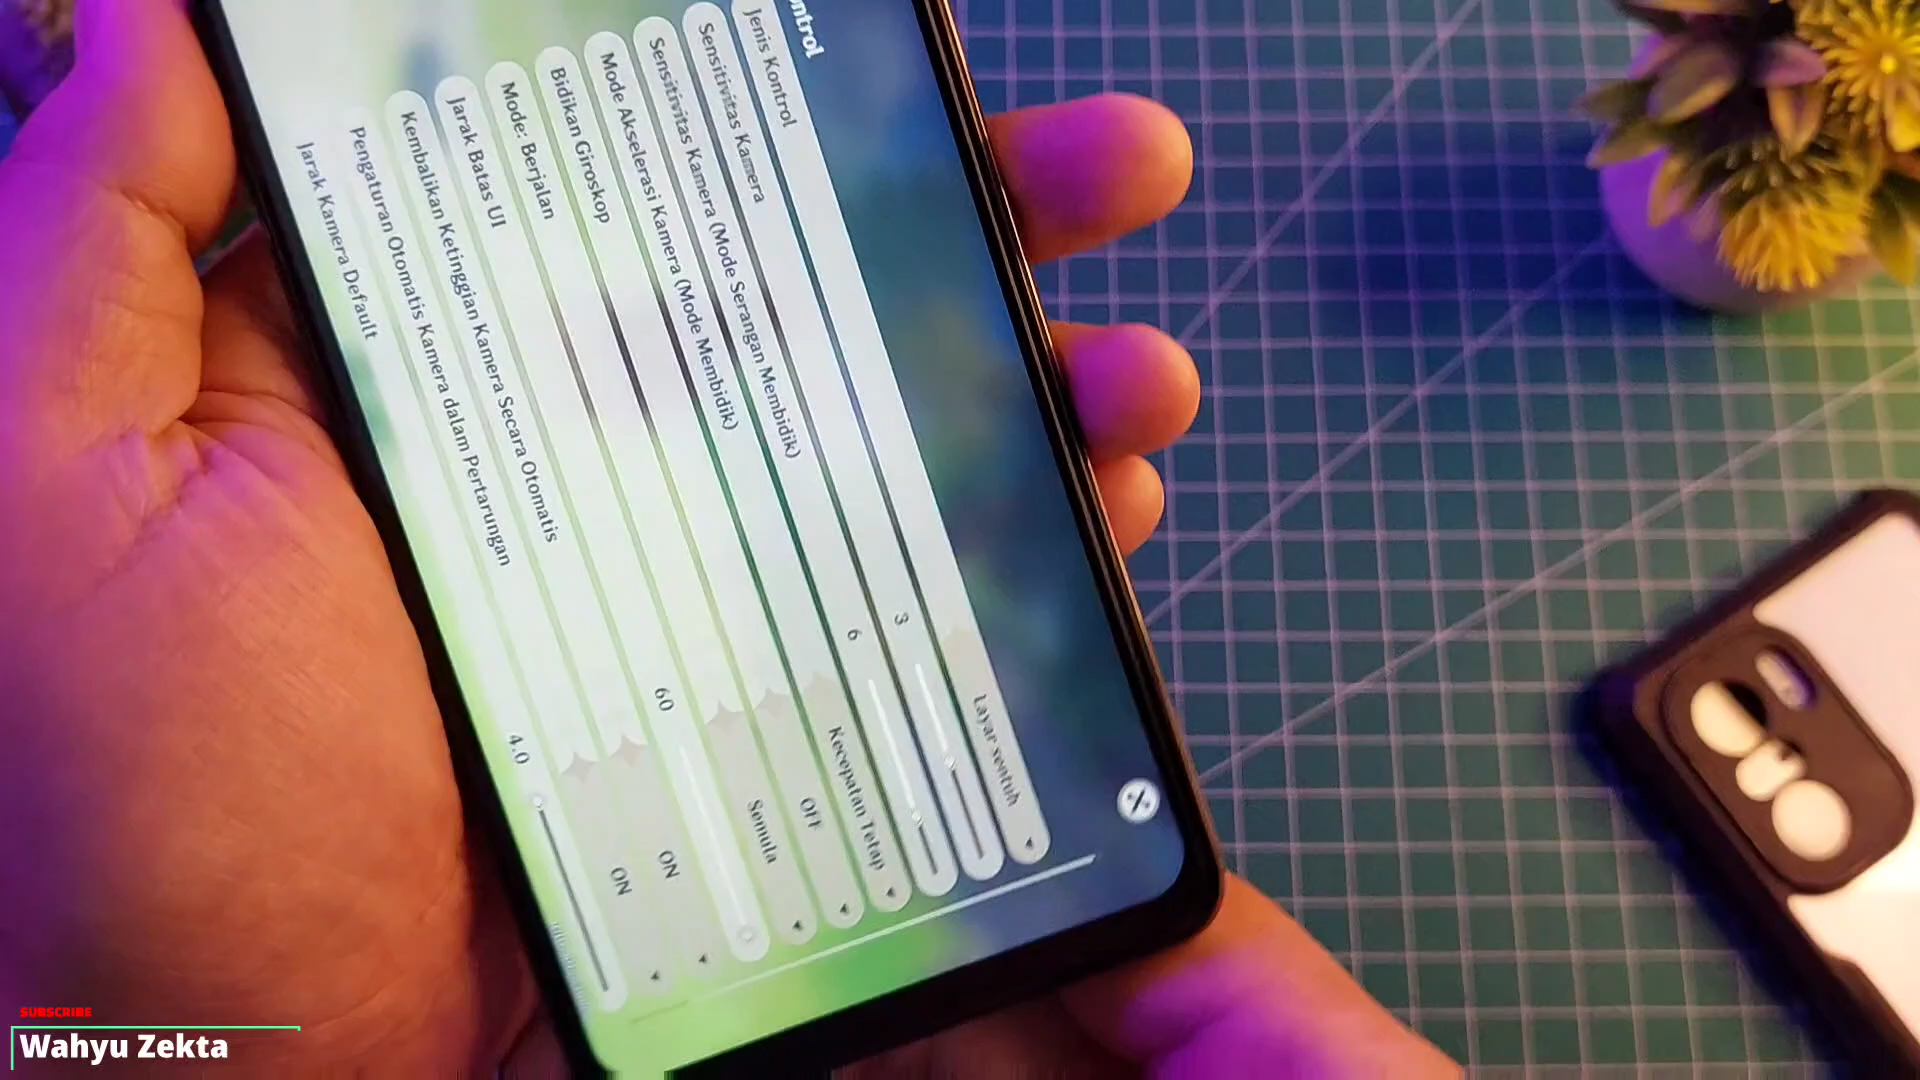 ontrol
Jenis Kontrol
Layar sentuh
Sensitivitas Kamera
3
Sensitivitas Kamera (Mode Serangan Membidik)
6
Mode Akselerasi Kamera (Mode Membidik)
Kecepatan Tetap
Bidikan Giroskop
OFF
Mode: Berjalan
Semula
Jarak Batas UI
60
Kembalikan Ketinggian Kamera Secara Otomatis
ON
Pengaturan Otomatis Kamera dalam Pertarungan
ON
Jarak Kamera Default
4.0
SUBSCRIBE
Wahyu Zekta